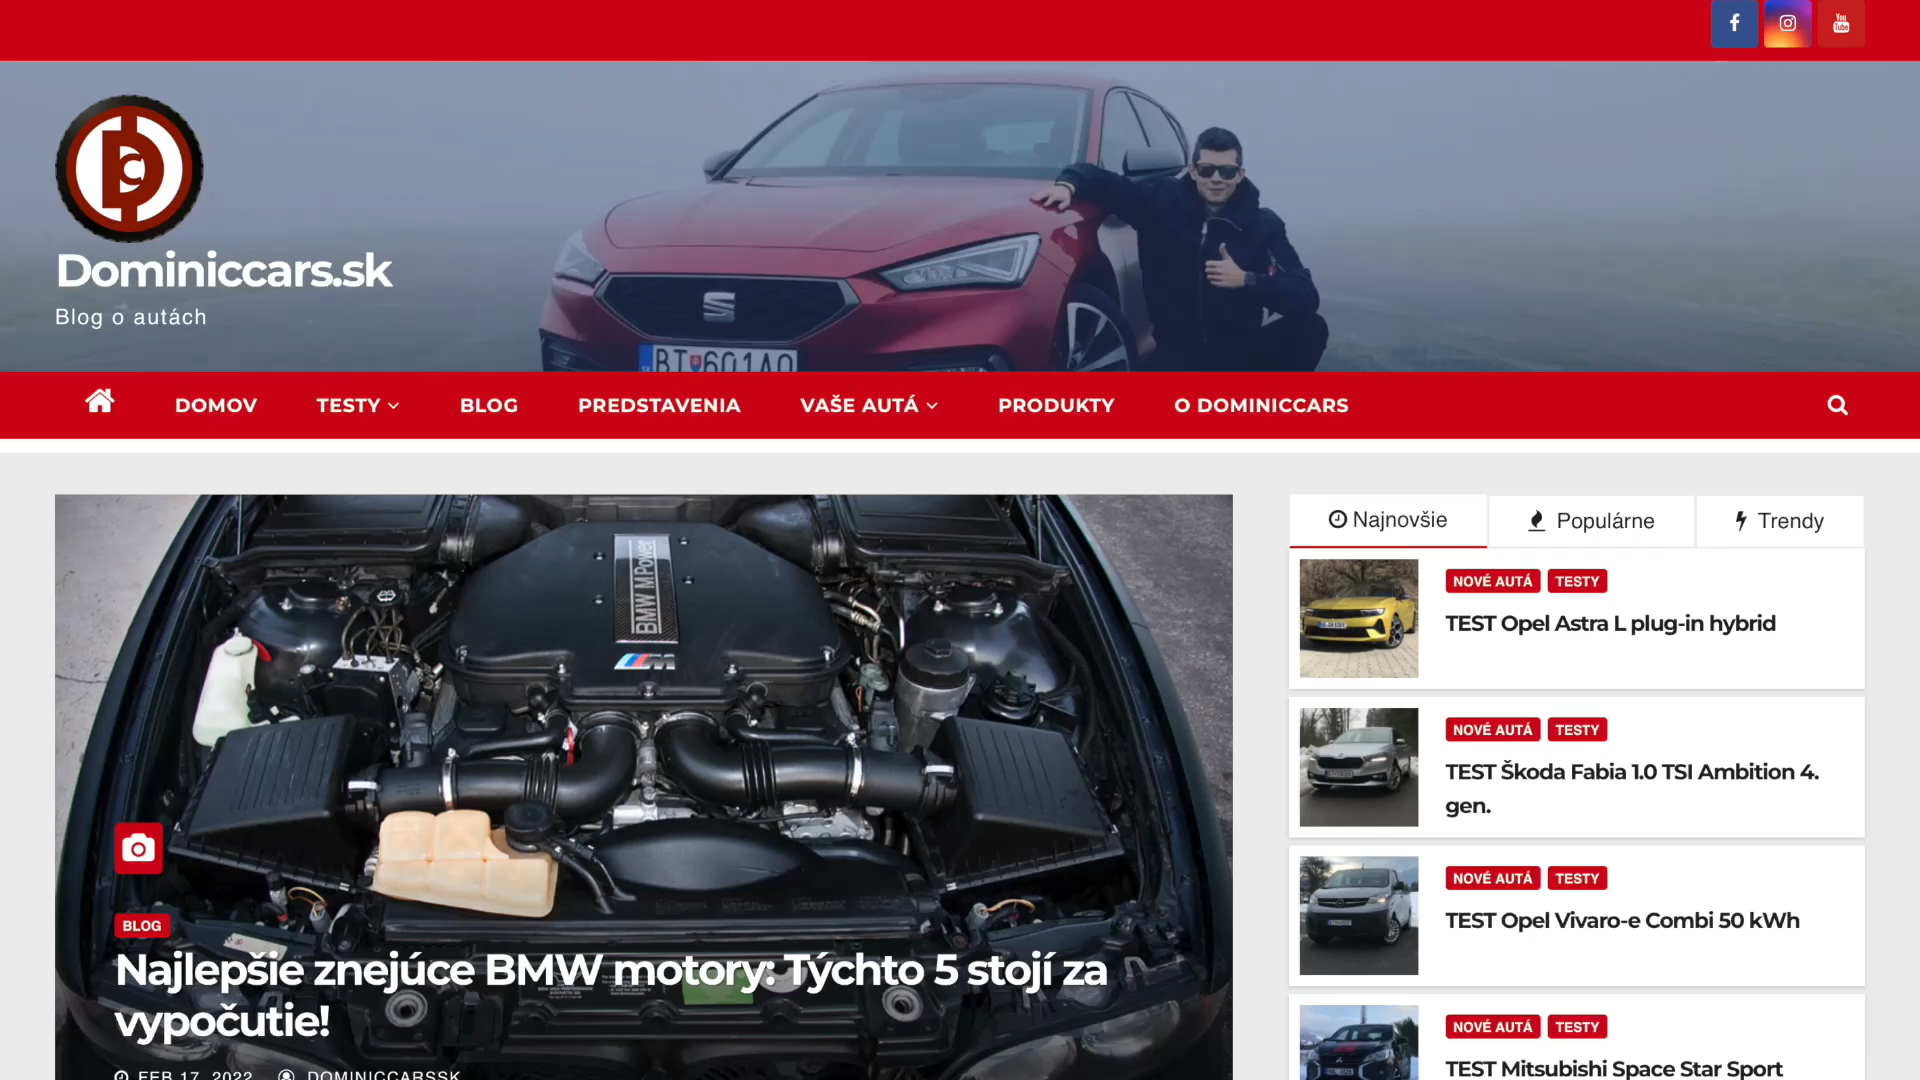 Dominiccars.sk
Blog o autách
BT 601AO
DOMOV
TESTY
BLOG
PREDSTAVENIA
VAŠE AUTÁ
PRODUKTY
O DOMINICCARS
BMW M Power
BLOG
Najlepšie znejúce BMW motory: Týchto 5 stojí za
vypočutie!
FEB 17, 2022 DOMINICCARSSK
Najnovšie
Populárne
Trendy
NOVÉ AUTÁ TESTY
TEST Opel Astra L plug-in hybrid
NOVÉ AUTÁ TESTY
TEST Škoda Fabia 1.0 TSI Ambition 4.
gen.
NOVÉ AUTÁ TESTY
TEST Opel Vivaro-e Combi 50 kWh
NOVÉ AUTÁ TESTY
TEST Mitsubishi Space Star Sport